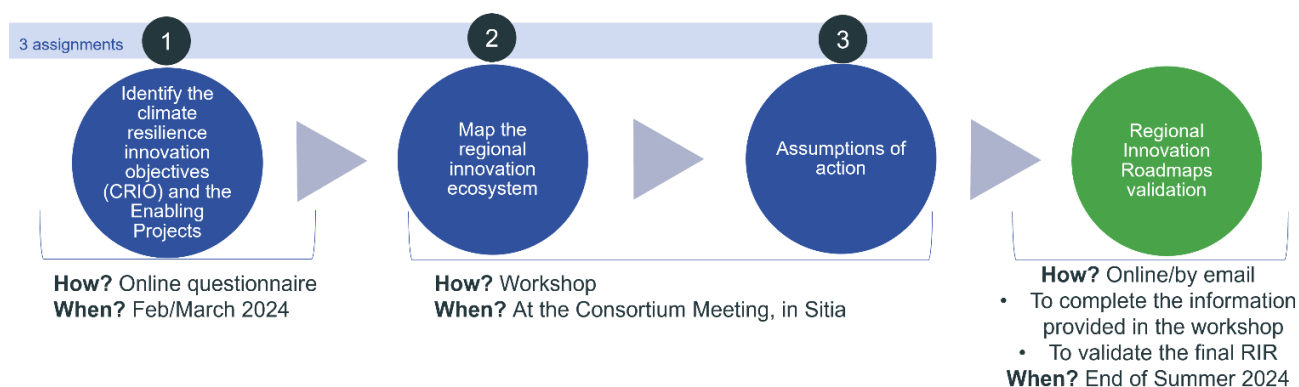 3 assignments
1
2
3
Identify the
climate
resilience
innovation
objectives
(CRIO) and the
Enabling
Projects
Map the
regional
innovation
ecosystem
Assumptions of
action
Regional
Innovation
Roadmaps
validation
How? Online questionnaire
When? Feb/March 2024
How? Workshop
When? At the Consortium Meeting, in Sitia
How? Online/by email
• To complete the information
provided in the workshop
• To validate the final RIR
When? End of Summer 2024